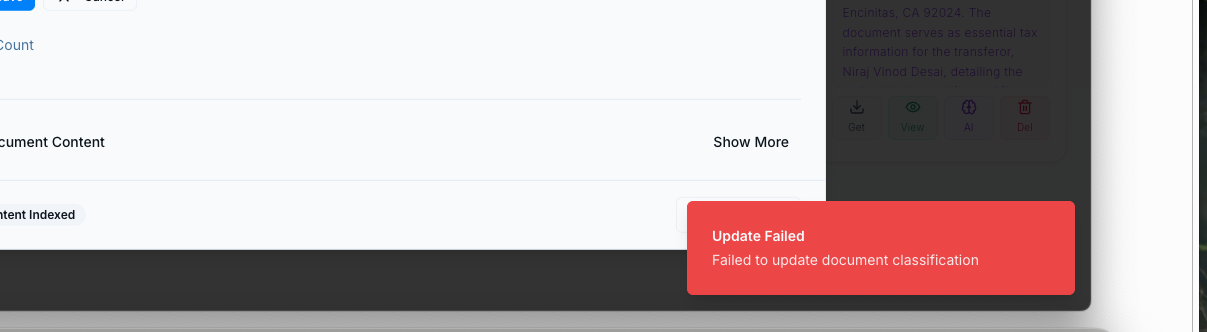 Cancel
Count
Encinitas, CA 92024. The
document serves as essential tax
information for the transferor,
Niraj Vinod Desai, detailing the
Get
View
AI
Del
cument Content
Show More
ntent Indexed
Update Failed
Failed to update document classification